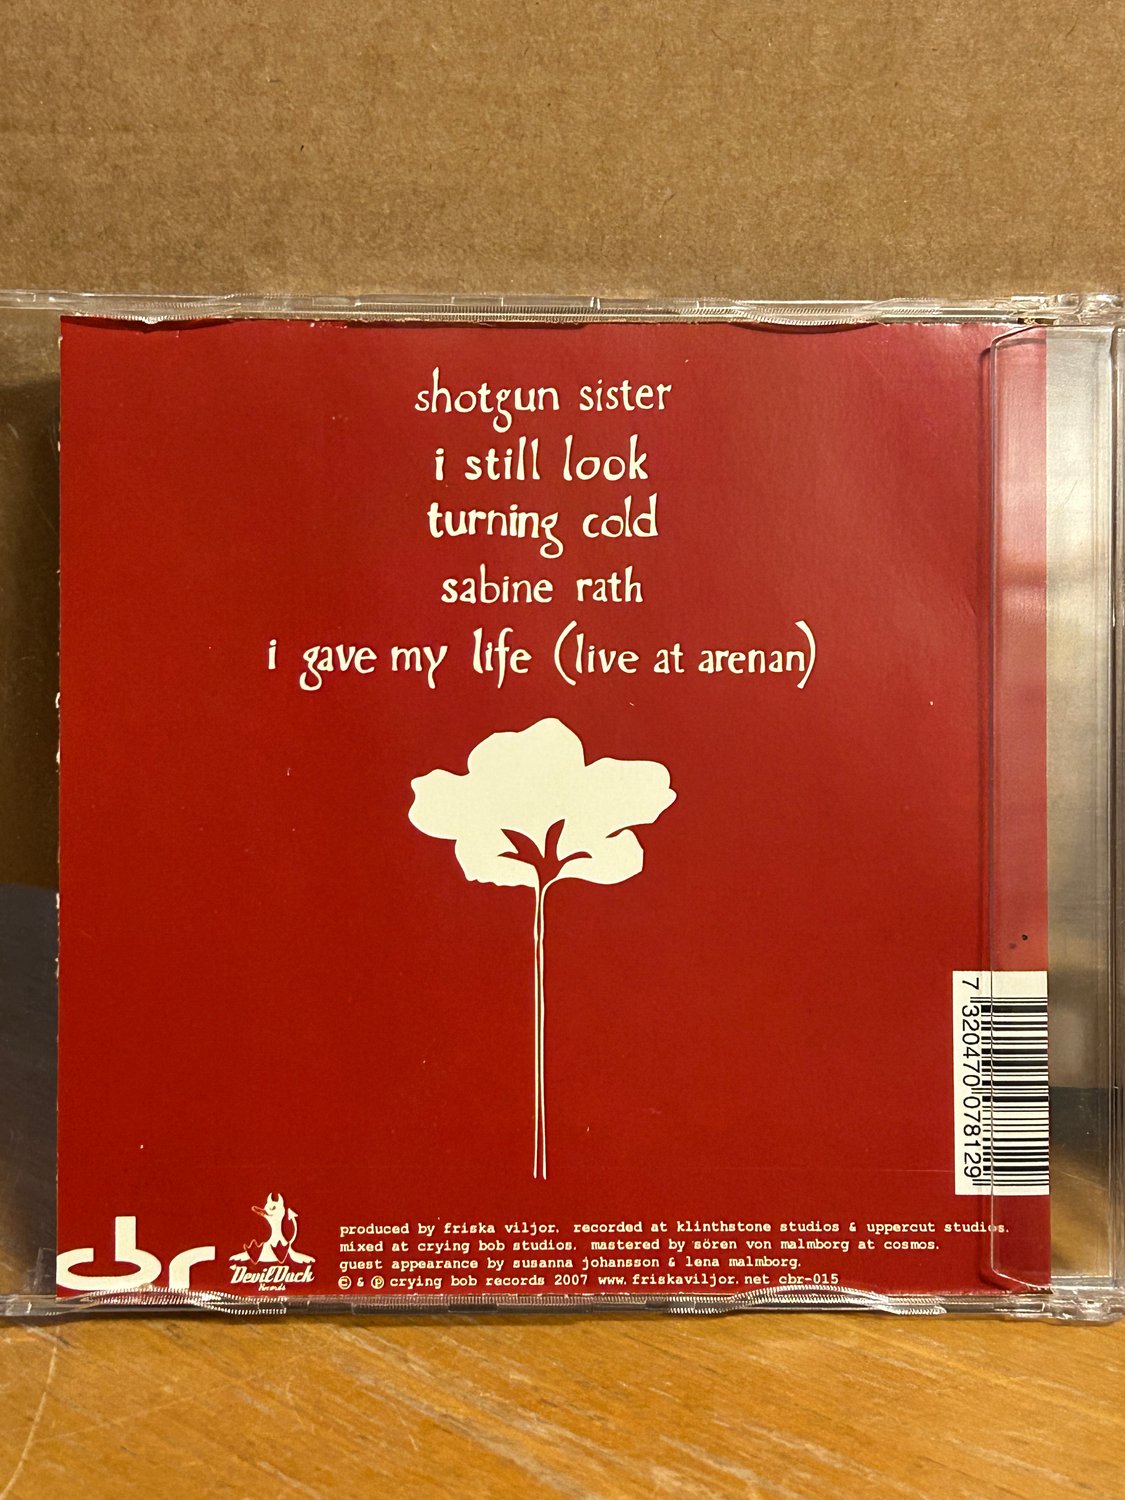 shotgun sister
i still look
turning cold
sabine rath
i gave my life (live at arenan)
7 320470 078129
cbr
DevilDuck
Records
produced by friska viljor. recorded at klinthstone studios & uppercut studios.
mixed at crying bob studios. mastered by sören von malmborg at cosmos.
guest appearance by susanna johansson & lena malmborg.
© & ℗ crying bob records 2007 www.friskaviljor.net cbr-015